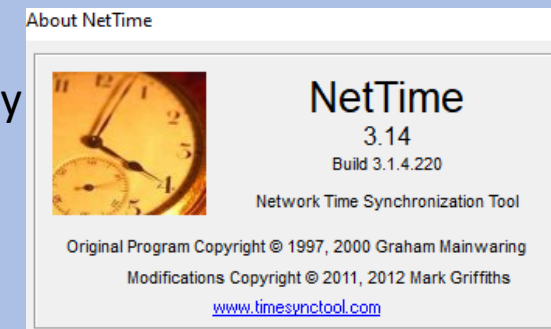 About NetTime
y
NetTime
3.14
Build 3.1.4.220
Network Time Synchronization Tool
Original Program Copyright © 1997, 2000 Graham Mainwaring
Modifications Copyright © 2011, 2012 Mark Griffiths
www.timesynctool.com